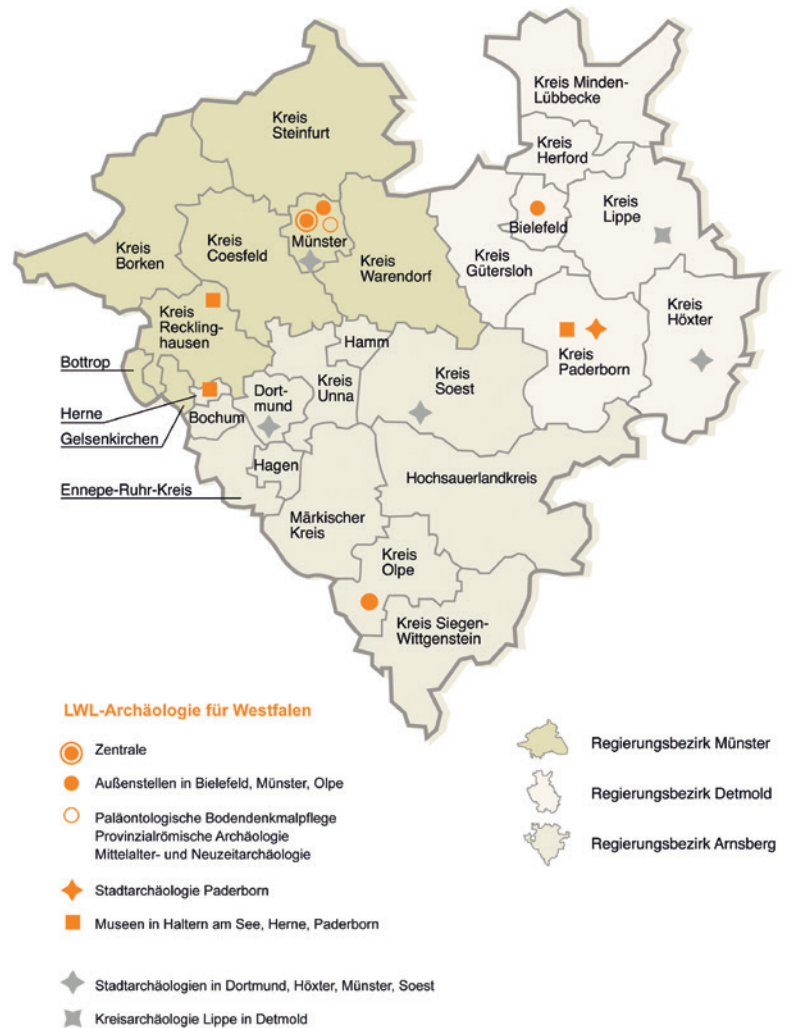 Kreis Minden-
Lübbecke
Kreis
Steinfurt
Kreis
Herford
Kreis
Lippe
Bielefeld
Münster
Kreis
Coesfeld
Kreis
Borken
Kreis
Warendorf
Kreis
Gütersloh
Kreis
Höxter
Kreis
Reckling-
hausen
Hamm
Kreis
Paderborn
Bottrop
Dort-
mund
Kreis
Unna
Kreis
Soest
Herne
Bochum
Gelsenkirchen
Hagen
Hochsauerlandkreis
Ennepe-Ruhr-Kreis
Märkischer
Kreis
Kreis
Olpe
Kreis Siegen-
Wittgenstein
LWL-Archäologie für Westfalen
Zentrale
Außenstellen in Bielefeld, Münster, Olpe
Paläontologische Bodendenkmalpflege
Provinzialrömische Archäologie
Mittelalter- und Neuzeitarchäologie
Stadtarchäologie Paderborn
Museen in Haltern am See, Herne, Paderborn
Stadtarchäologien in Dortmund, Höxter, Münster, Soest
Kreisarchäologie Lippe in Detmold
Regierungsbezirk Münster
Regierungsbezirk Detmold
Regierungsbezirk Arnsberg